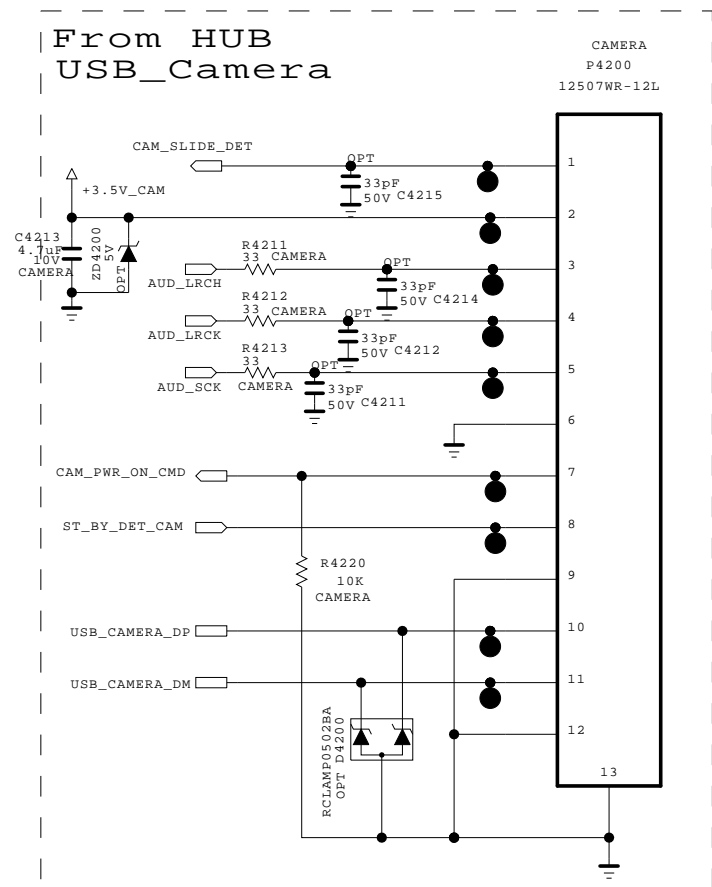 From HUB
USB_Camera
CAMERA
P4200
12507WR-12L
CAM_SLIDE_DET
OPT
33pF
50V C4215
1
+3.5V_CAM
2
C4213
4.7uF
10V
CAMERA
ZD4200
5V
OPT
R4211
33 CAMERA
AUD_LRCH
OPT
33pF
50V C4214
3
R4212
33 CAMERA
AUD_LRCK
OPT
33pF
50V C4212
4
R4213
33
CAMERA
AUD_SCK
OPT
33pF
50V C4211
5
6
CAM_PWR_ON_CMD
7
ST_BY_DET_CAM
8
R4220
10K
CAMERA
9
USB_CAMERA_DP
10
USB_CAMERA_DM
11
RCLAMP0502BA
OPT D4200
12
13